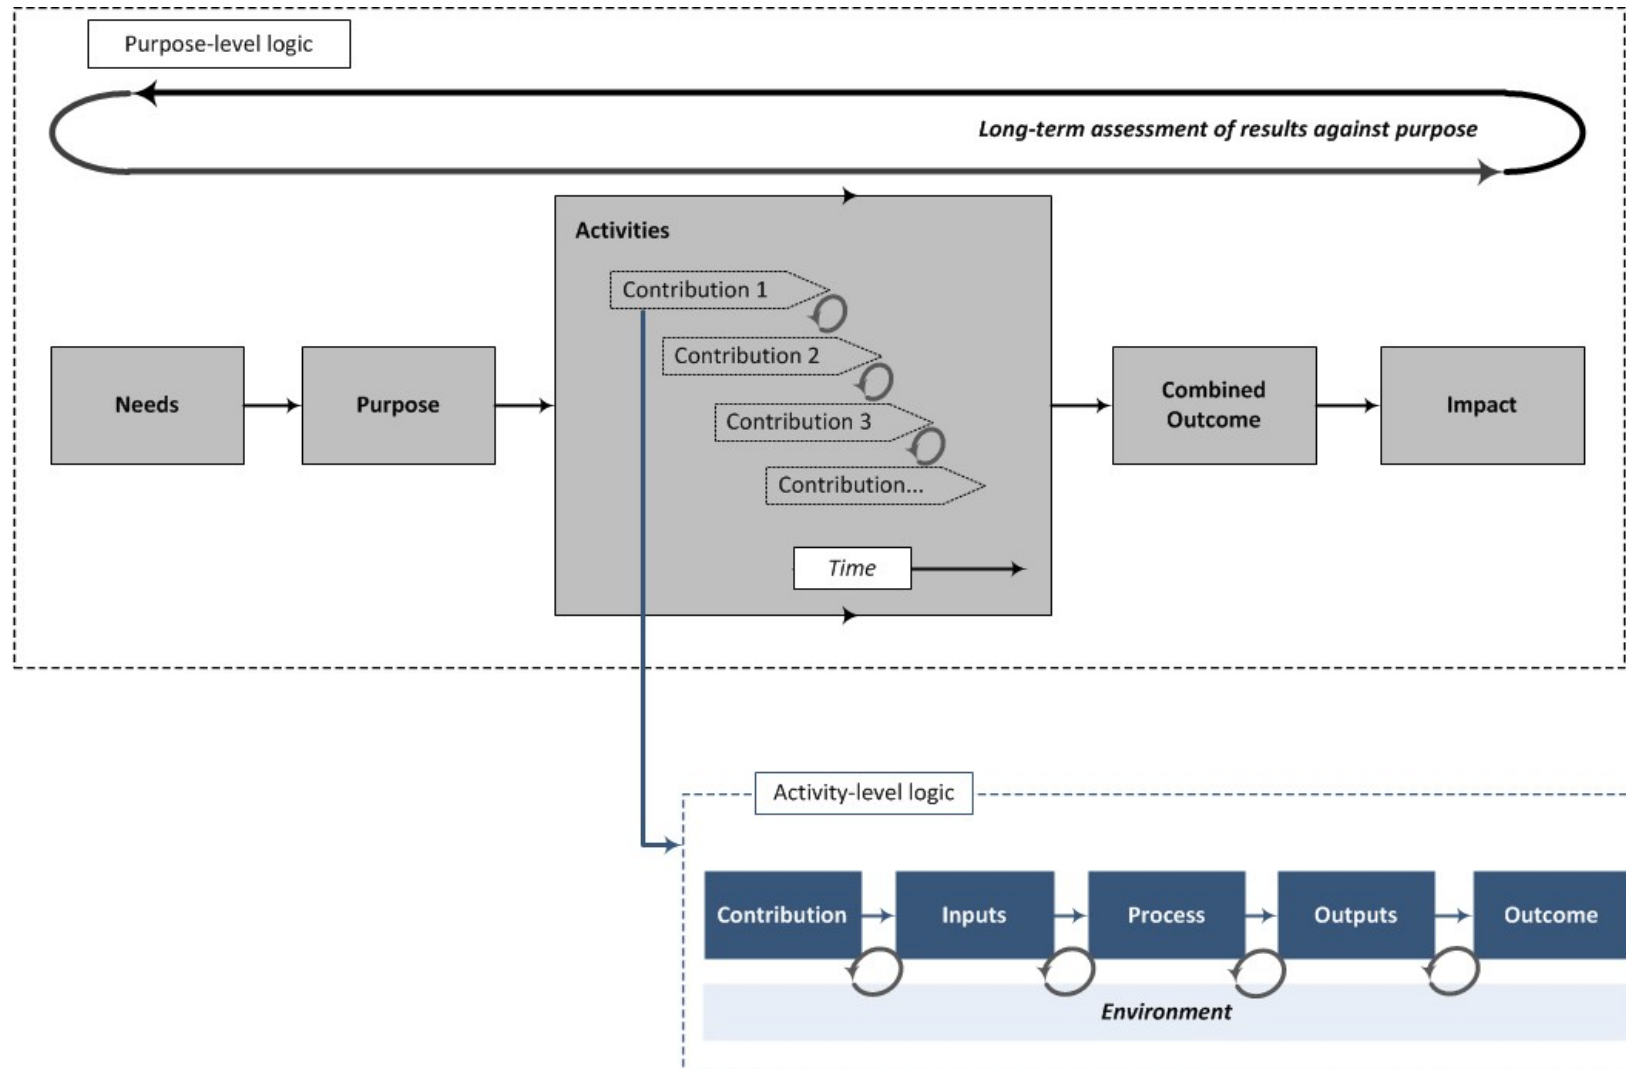 Purpose-level logic
Long-term assessment of results against purpose
Activities
Contribution 1
Contribution 2
Contribution 3
Contribution...
Time
Needs
Purpose
Combined
Outcome
Impact
Activity-level logic
Contribution
Inputs
Process
Outputs
Outcome
Environment